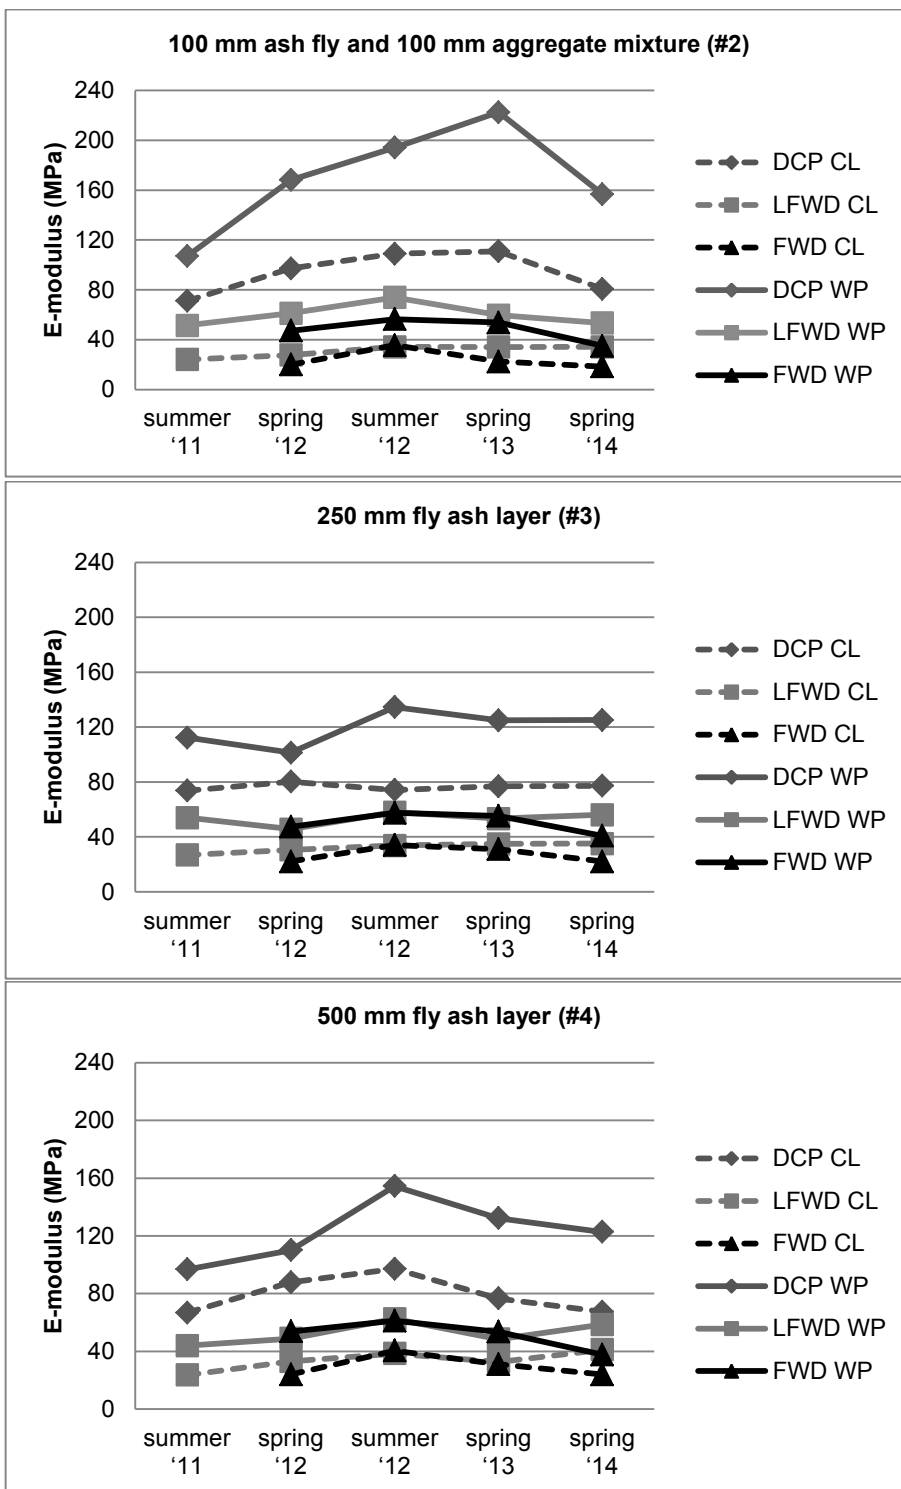 100 mm ash fly and 100 mm aggregate mixture (#2)
E-modulus (MPa)
240
200
160
120
80
40
0
summer ‘11
spring ‘12
summer ‘12
spring ‘13
spring ‘14
DCP CL
LFWD CL
FWD CL
DCP WP
LFWD WP
FWD WP
250 mm fly ash layer (#3)
E-modulus (MPa)
240
200
160
120
80
40
0
summer ‘11
spring ‘12
summer ‘12
spring ‘13
spring ‘14
DCP CL
LFWD CL
FWD CL
DCP WP
LFWD WP
FWD WP
500 mm fly ash layer (#4)
E-modulus (MPa)
240
200
160
120
80
40
0
summer ‘11
spring ‘12
summer ‘12
spring ‘13
spring ‘14
DCP CL
LFWD CL
FWD CL
DCP WP
LFWD WP
FWD WP